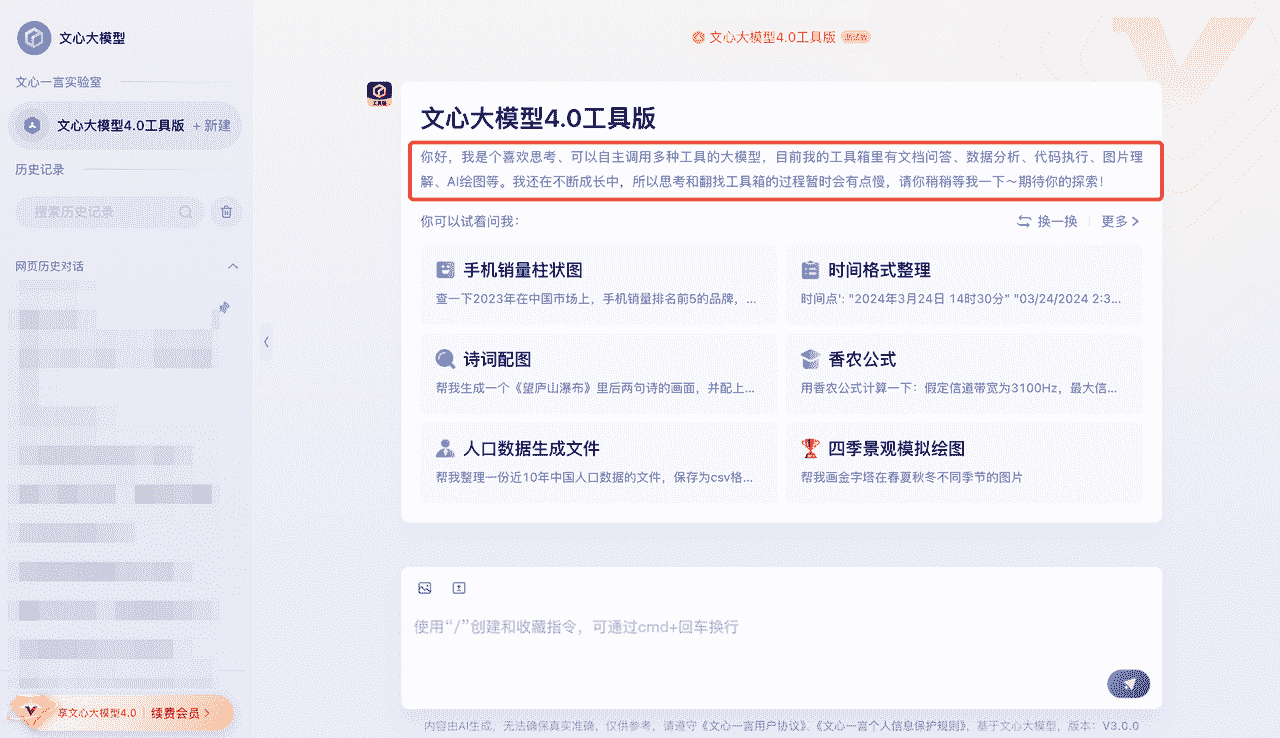 文心大模型
文心一言实验室
文心大模型4.0工具版 + 新建
历史记录
搜索历史记录
网页历史对话
享文心大模型4.0 续费会员
文心大模型4.0工具版
工具版
文心大模型4.0工具版
你好，我是个喜欢思考、可以自主调用多种工具的大模型，目前我的工具箱里有文档问答、数据分析、代码执行、图片理
解、AI绘图等。我还在不断成长中，所以思考和翻找工具箱的过程暂时会有点慢，请你稍稍等我一下～期待你的探索！
你可以试着问我：
换一换 更多
手机销量柱状图
查一下2023年在中国市场上，手机销量排名前5的品牌，...
时间格式整理
时间点': "2024年3月24日 14时30分" "03/24/2024 2:3...
诗词配图
帮我生成一个《望庐山瀑布》里后两句诗的画面，并配上...
香农公式
用香农公式计算一下：假定信道带宽为3100Hz，最大信...
人口数据生成文件
帮我整理一份近10年中国人口数据的文件，保存为csv格...
四季景观模拟绘图
帮我画金字塔在春夏秋冬不同季节的图片
使用“/”创建和收藏指令，可通过cmd+回车换行
内容由AI生成，无法确保真实准确，仅供参考，请遵守《文心一言用户协议》、《文心一言个人信息保护规则》，基于文心大模型，版本：V3.0.0